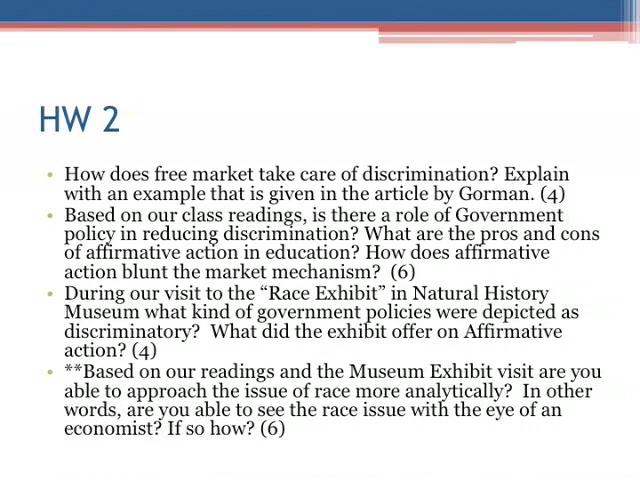 HW 2
• How does free market take care of discrimination? Explain
with an example that is given in the article by Gorman. (4)
• Based on our class readings, is there a role of Government
policy in reducing discrimination? What are the pros and cons
of affirmative action in education? How does affirmative
action blunt the market mechanism?  (6)
• During our visit to the “Race Exhibit” in Natural History
Museum what kind of government policies were depicted as
discriminatory?  What did the exhibit offer on Affirmative
action? (4)
• **Based on our readings and the Museum Exhibit visit are you
able to approach the issue of race more analytically?  In other
words, are you able to see the race issue with the eye of an
economist? If so how? (6)